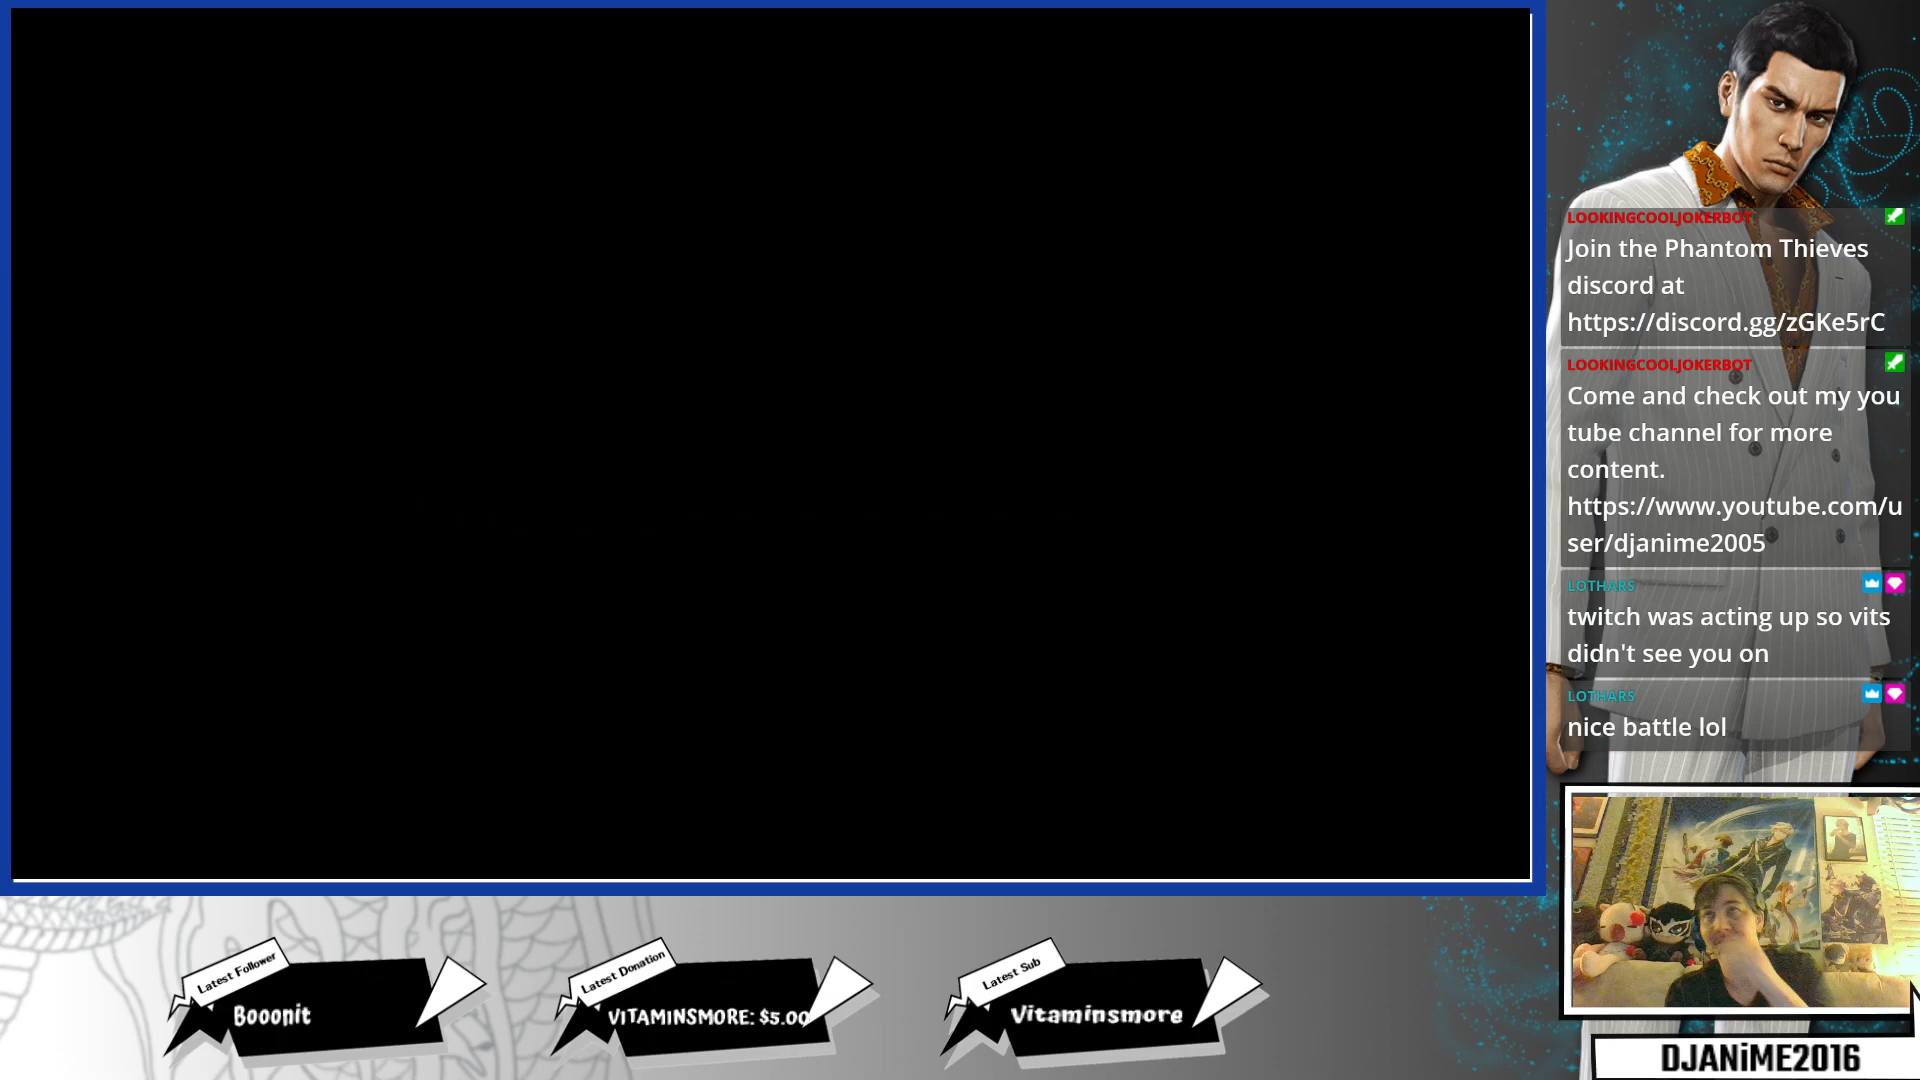 LOOKINGCOOLJOKERBOT
Join the Phantom Thieves
discord at
https://discord.gg/zGKe5rC
LOOKINGCOOLJOKERBOT
Come and check out my you
tube channel for more
content.
https://www.youtube.com/u
ser/djanime2005
LOTHARS
twitch was acting up so vits
didn't see you on
LOTHARS
nice battle lol
Latest Follower
Booonit
Latest Donation
VITAMINSMORE: $5.00
Latest Sub
Vitaminsmore
DJANiME2016